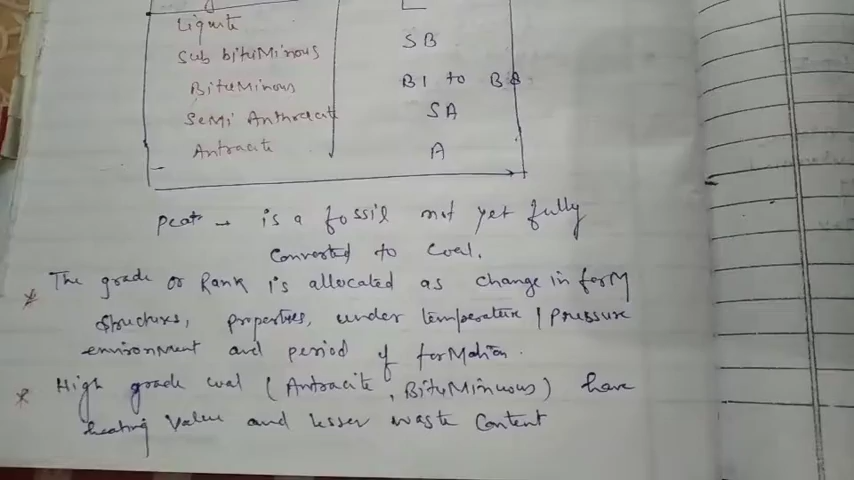 Liquite
L
Sub bituMinous
SB
BituMinous
B1 to B
SeMi Anthracite
SA
Antracite
A
Peat → is a fossil not yet fully
Converted to Coal.
* The grade or Rank is allocated as change in forM
structures, properties, under temperature / pressure
environMent and period of forMation.
* High grade coal (Antracite, BituMinuous) have
heating Value and lesser waste Content